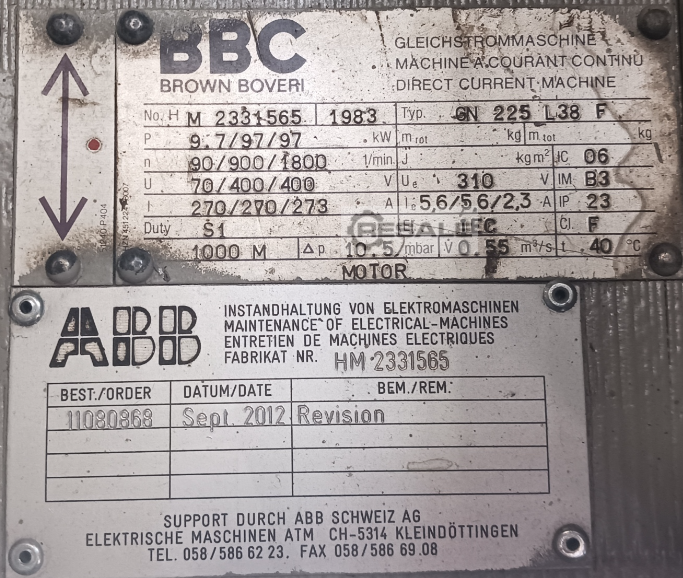 BBC
BROWN BOVERI
GLEICHSTROMMASCHINE
MACHINE A COURANT CONTINU
DIRECT CURRENT-MACHINE
No. H M 2331565 1983 Typ. GN 225 L38 F
P 9.7/97/97 kW m rot kg m tot kg
n 90/900/1800 1/min. J kgm² IC 06
U 70/400/400 V Ue 310 V IM B3
I 270/270/273 A Ie 5,6/5,6/2,3 A IP 23
Duty S1 IEC Cl. F
1000 M Δp 10.5 mbar V̇ 0.55 m³/s t 40 °C
MOTOR
RESALE
ABB
INSTANDHALTUNG VON ELEKTROMASCHINEN
MAINTENANCE OF ELECTRICAL-MACHINES
ENTRETIEN DE MACHINES ELECTRIQUES
FABRIKAT NR. HM 2331565
BEST./ORDER DATUM/DATE BEM./REM.
11080868 Sept. 2012 Revision
SUPPORT DURCH ABB SCHWEIZ AG
ELEKTRISCHE MASCHINEN ATM CH-5314 KLEINDÖTTINGEN
TEL. 058/586 62 23. FAX 058/586 69.08